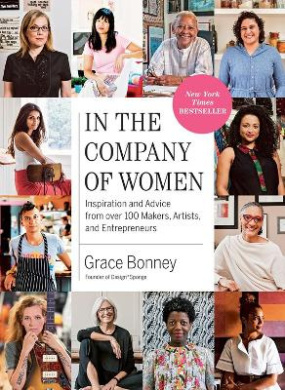 New York
Times
BESTSELLER
IN THE
COMPANY
OF WOMEN
Inspiration and Advice
from over 100 Makers, Artists,
and Entrepreneurs
Grace Bonney
Founder of Design*Sponge